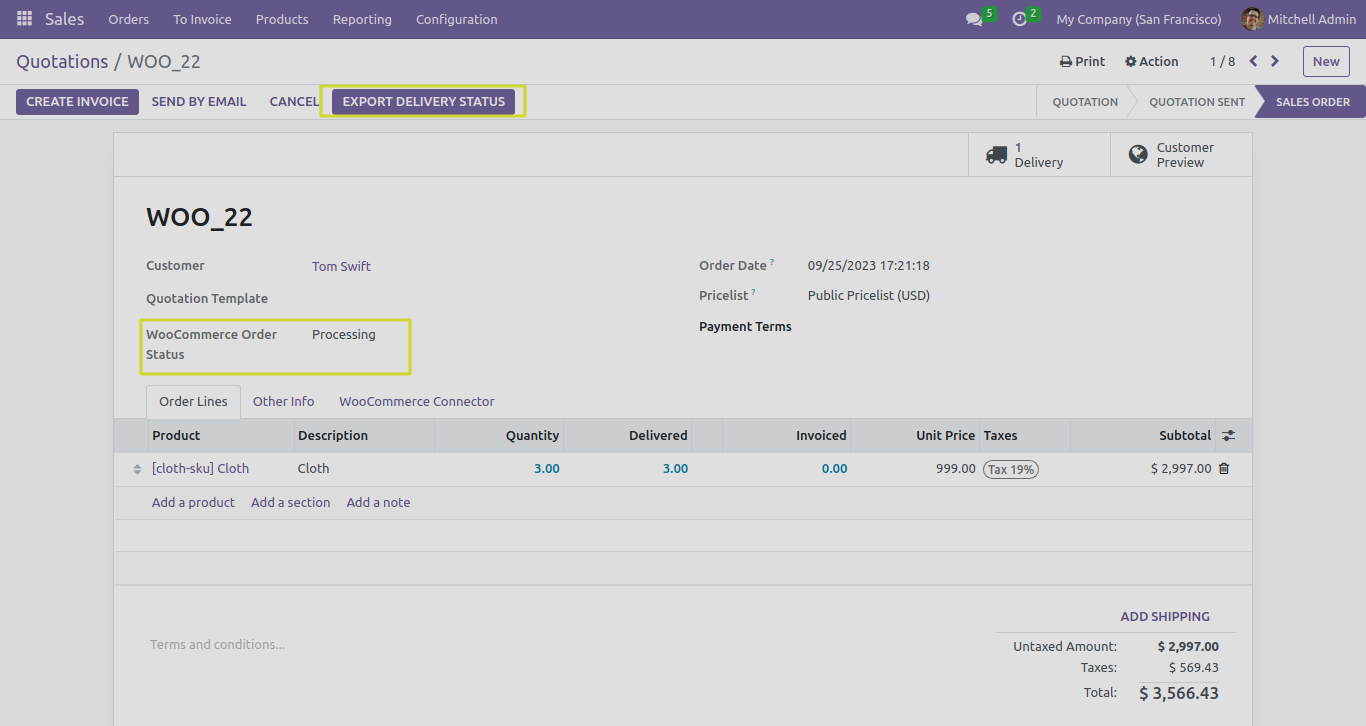 Sales Orders To Invoice Products Reporting Configuration 5 2 My Company (San Francisco) Mitchell Admin
Quotations / WOO_22 Print Action 1 / 8 New
CREATE INVOICE SEND BY EMAIL CANCEL EXPORT DELIVERY STATUS QUOTATION QUOTATION SENT SALES ORDER
1
Delivery
Customer
Preview
WOO_22
Customer Tom Swift Order Date ? 09/25/2023 17:21:18
Quotation Template Pricelist ? Public Pricelist (USD)
WooCommerce Order Status Processing Payment Terms
Order Lines Other Info WooCommerce Connector
Product Description Quantity Delivered Invoiced Unit Price Taxes Subtotal
[cloth-sku] Cloth Cloth 3.00 3.00 0.00 999.00 Tax 19% $ 2,997.00
Add a product Add a section Add a note
ADD SHIPPING
Terms and conditions... Untaxed Amount: $ 2,997.00
Taxes: $ 569.43
Total: $ 3,566.43